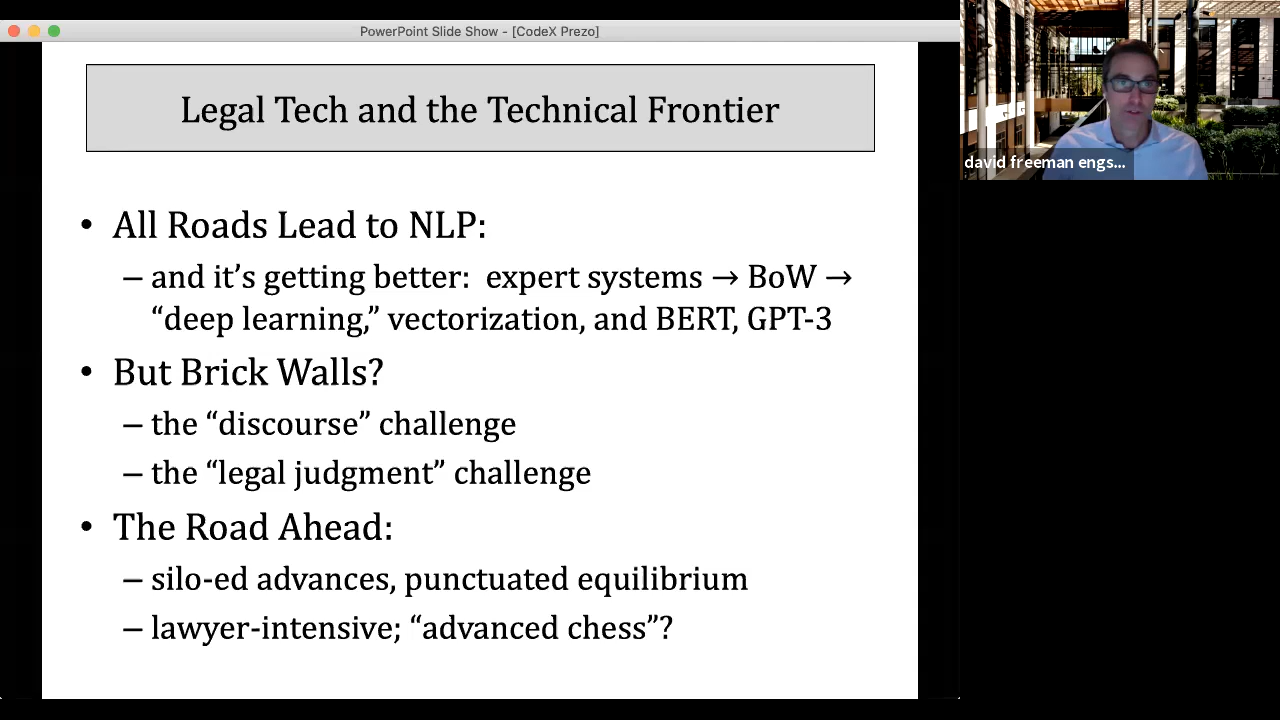 PowerPoint Slide Show - [CodeX Prezo]
Legal Tech and the Technical Frontier
• All Roads Lead to NLP:
– and it’s getting better:  expert systems → BoW →
“deep learning,” vectorization, and BERT, GPT-3
• But Brick Walls?
– the “discourse” challenge
– the “legal judgment” challenge
• The Road Ahead:
– silo-ed advances, punctuated equilibrium
– lawyer-intensive; “advanced chess”?
david freeman engs...